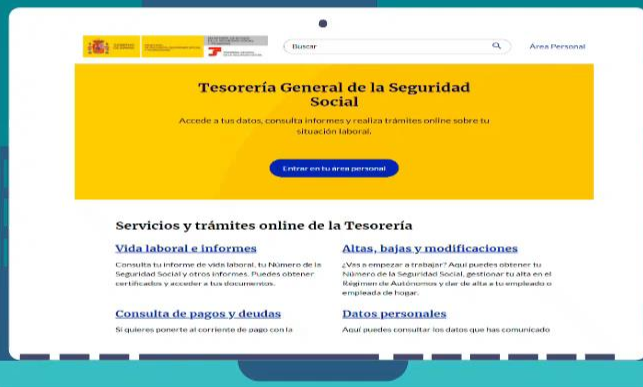 Buscar
Área Personal
Tesorería General de la Seguridad
Social
Accede a tus datos, consulta informes y realiza trámites online sobre tu
situación laboral.
Entrar en tu área personal
Servicios y trámites online de la Tesorería
Vida laboral e informes
Consulta tu informe de vida laboral, tu Número de la
Seguridad Social y otros informes. Puedes obtener
certificados y acceder a tus documentos.
Altas, bajas y modificaciones
¿Vas a empezar a trabajar? Aquí puedes obtener tu
Número de la Seguridad Social, gestionar tu alta en el
Régimen de Autónomos y dar de alta a tu empleado o
empleada de hogar.
Consulta de pagos y deudas
Si quieres ponerte al corriente de pago con la
Datos personales
Aquí puedes consultar los datos que has comunicado